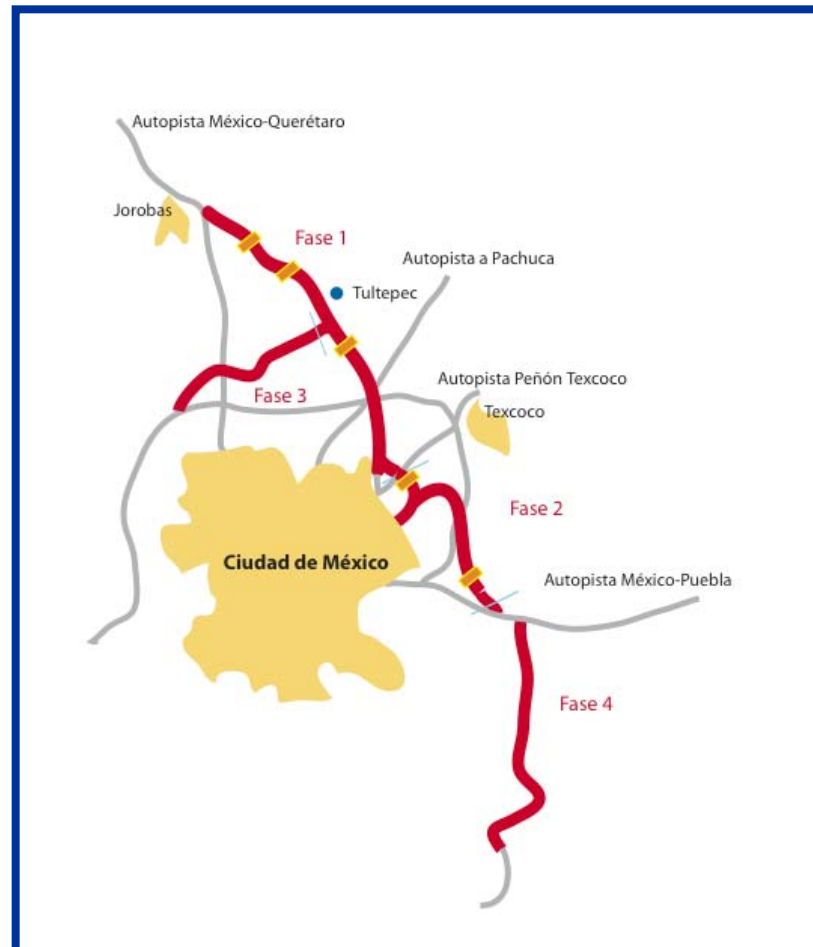 Autopista México-Querétaro
Jorobas
Fase 1
Autopista a Pachuca
Tultepec
Autopista Peñón Texcoco
Fase 3
Texcoco
Fase 2
Ciudad de México
Autopista México-Puebla
Fase 4